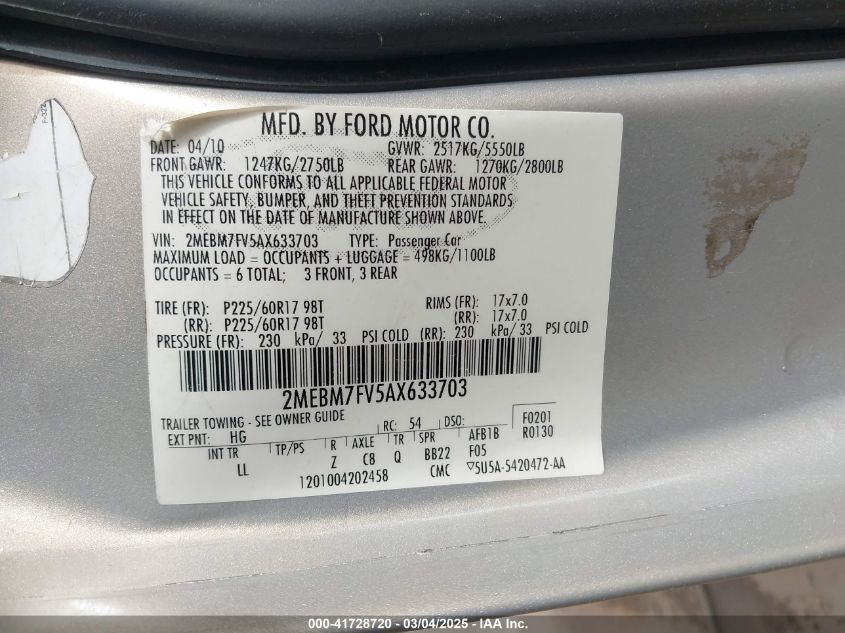 F-322
MFD. BY FORD MOTOR CO.
DATE: 04/10 GVWR: 2517KG/5550LB
FRONT GAWR: 1247KG/2750LB REAR GAWR: 1270KG/2800LB
THIS VEHICLE CONFORMS TO ALL APPLICABLE FEDERAL MOTOR
VEHICLE SAFETY, BUMPER, AND THEFT PREVENTION STANDARDS
IN EFFECT ON THE DATE OF MANUFACTURE SHOWN ABOVE.
VIN: 2MEBM7FV5AX633703 TYPE: Passenger Car
MAXIMUM LOAD = OCCUPANTS + LUGGAGE = 498KG/1100LB
OCCUPANTS = 6 TOTAL; 3 FRONT, 3 REAR
TIRE (FR): P225/60R17 98T RIMS (FR): 17x7.0
(RR): P225/60R17 98T (RR): 17x7.0
PRESSURE (FR): 230 kPa/ 33 PSI COLD (RR): 230 kPa/ 33 PSI COLD
2MEBM7FV5AX633703
TRAILER TOWING - SEE OWNER GUIDE
EXT PNT: HG RC: 54 DSO: F0201
R0130
INT TR TP/PS R AXLE TR SPR AFB1B
LL Z C8 Q BB22 F05
1201004202458 CMC ▽5U5A-5420472-AA
000-41728720 — 03/04/2025 — IAAI.COM